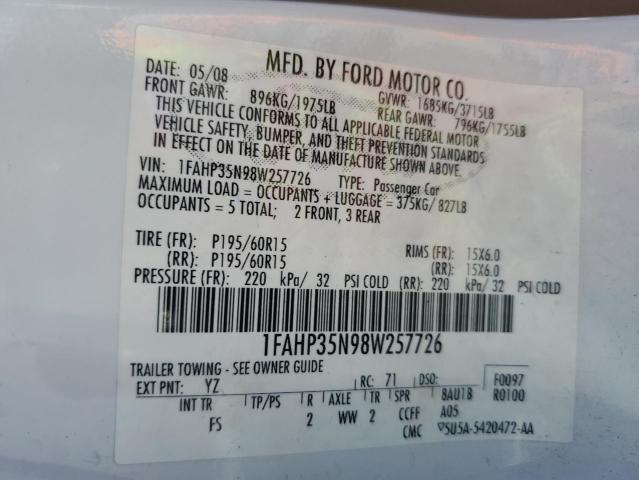 MFD. BY FORD MOTOR CO.
DATE: 05/08 GVWR: 1685KG/3715LB
FRONT GAWR: 896KG/1975LB REAR GAWR: 796KG/1755LB
THIS VEHICLE CONFORMS TO ALL APPLICABLE FEDERAL MOTOR
VEHICLE SAFETY, BUMPER, AND THEFT PREVENTION STANDARDS
IN EFFECT ON THE DATE OF MANUFACTURE SHOWN ABOVE.
VIN: 1FAHP35N98W257726 TYPE: Passenger Car
MAXIMUM LOAD = OCCUPANTS + LUGGAGE = 375KG/ 827LB
OCCUPANTS = 5 TOTAL; 2 FRONT, 3 REAR
TIRE (FR): P195/60R15 RIMS (FR): 15X6.0
(RR): P195/60R15 (RR): 15X6.0
PRESSURE (FR): 220 kPa/ 32 PSI COLD (RR): 220 kPa/ 32 PSI COLD
1FAHP35N98W257726
TRAILER TOWING - SEE OWNER GUIDE
EXT PNT: YZ RC: 71 DSO: F0097
INT TR TP/PS R AXLE TR SPR 8AU1B R0100
FS 2 WW 2 CCFF A05
CMC 5U5A-5420472-AA